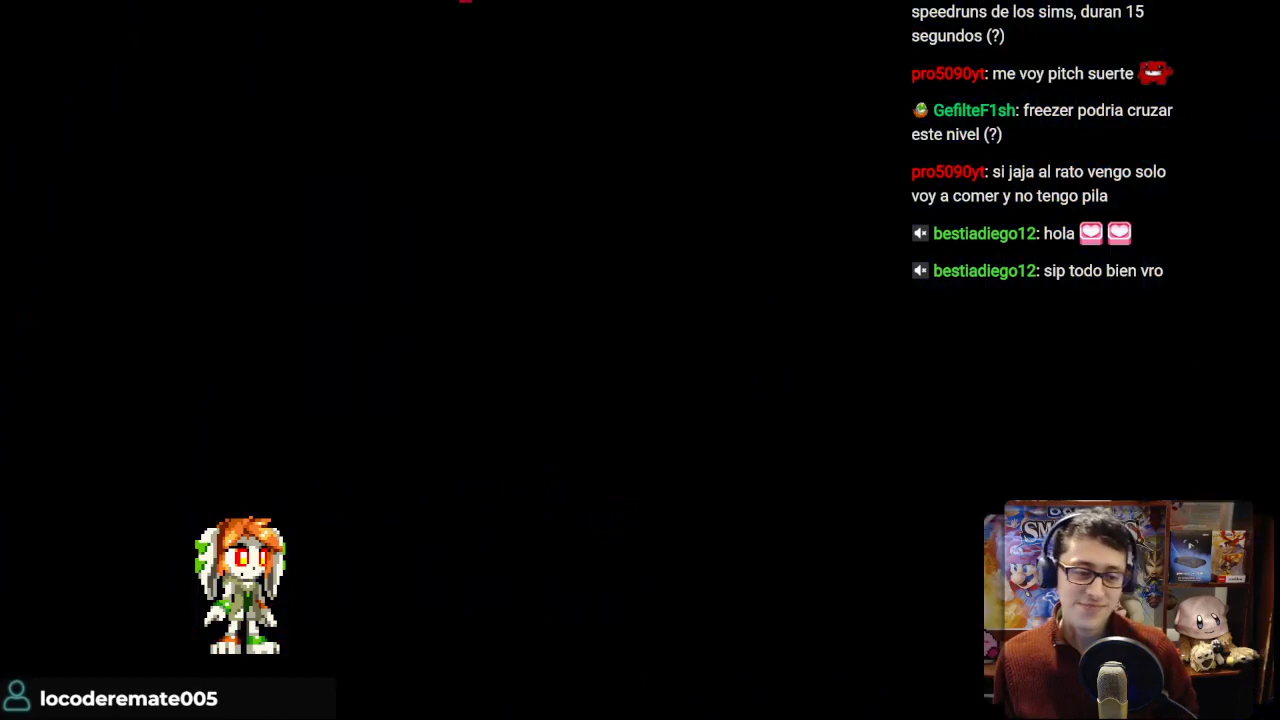 speedruns de los sims, duran 15
segundos (?)
pro5090yt: me voy pitch suerte
GefilteF1sh: freezer podria cruzar
este nivel (?)
pro5090yt: si jaja al rato vengo solo
voy a comer y no tengo pila
bestiadiego12: hola
bestiadiego12: sip todo bien vro
locoderemate005